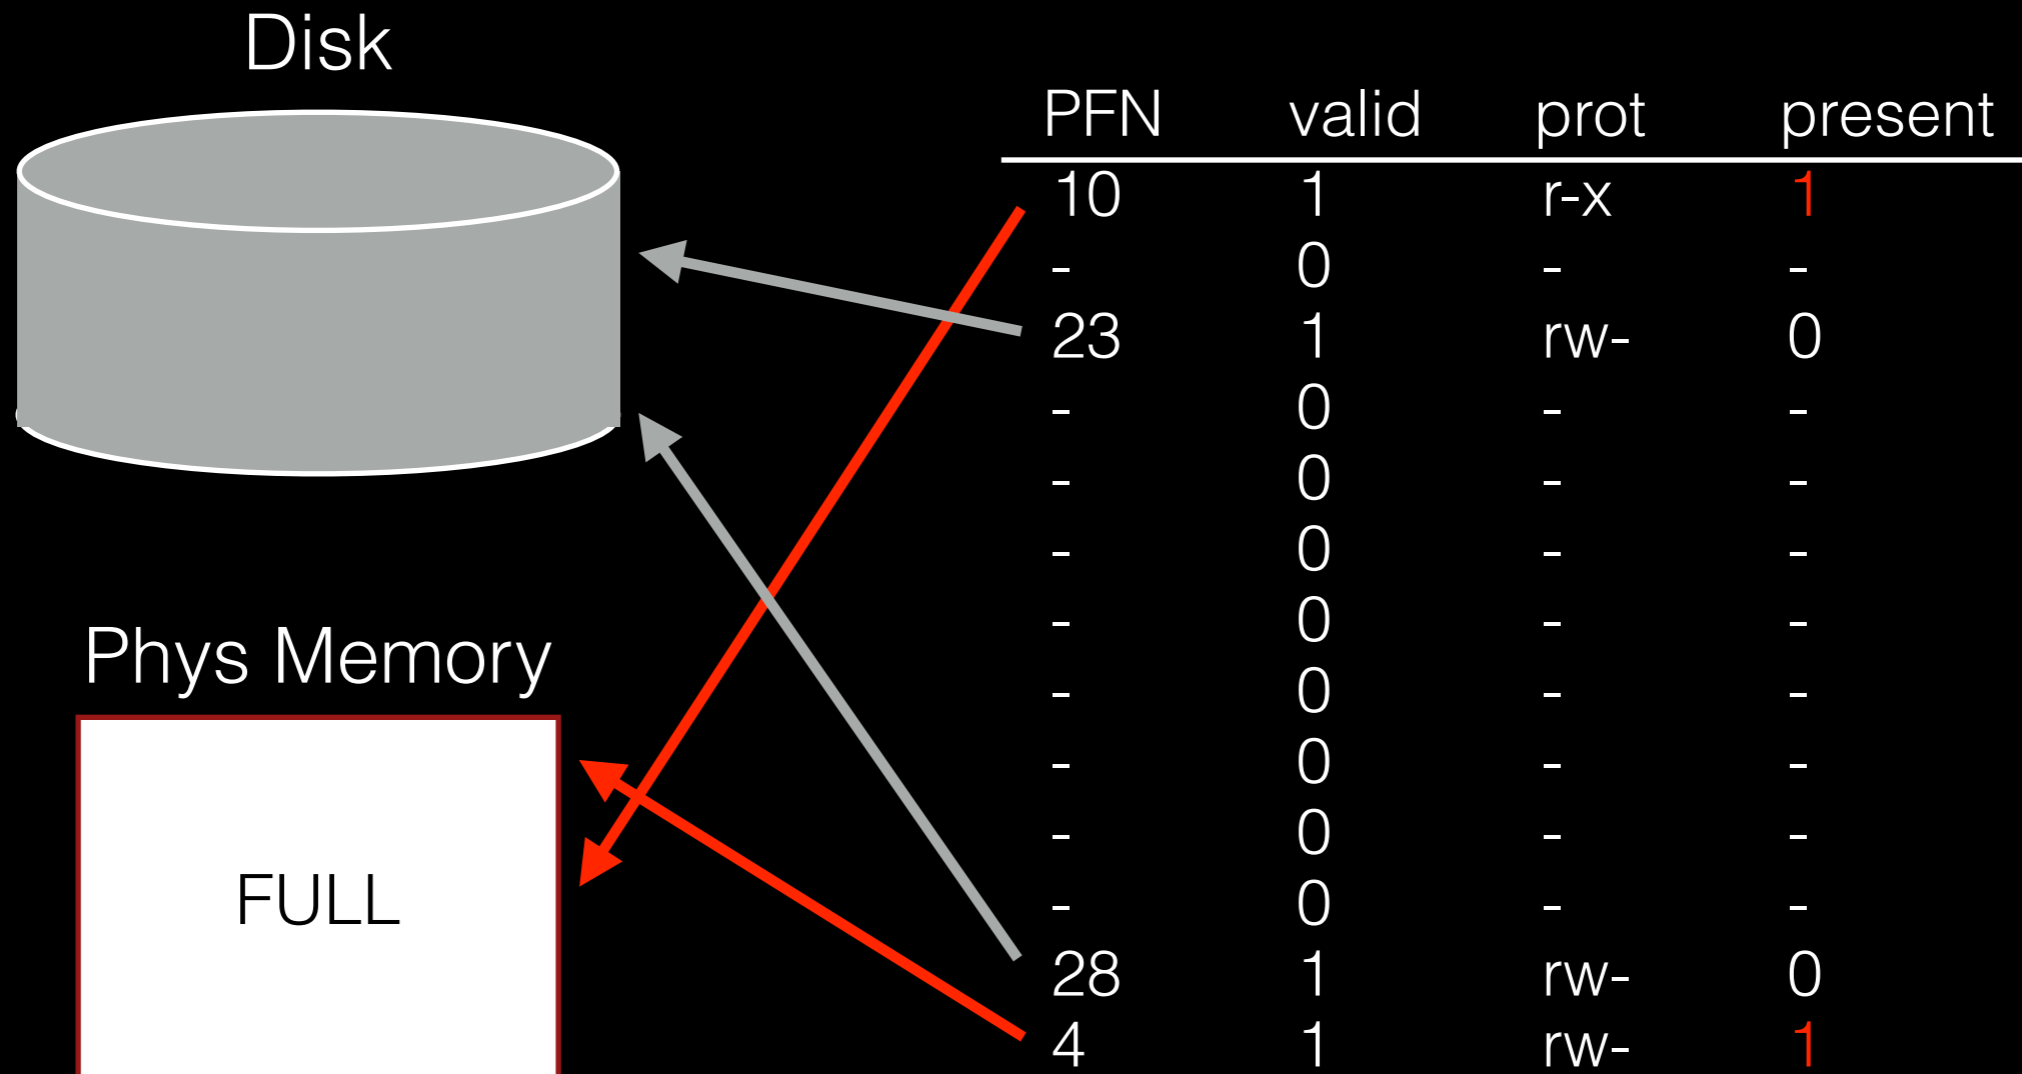 Disk
PFN valid prot present
10 1 r-x 1
- 0 - -
23 1 rw- 0
- 0 - -
- 0 - -
- 0 - -
- 0 - -
- 0 - -
- 0 - -
- 0 - -
- 0 - -
28 1 rw- 0
4 1 rw- 1
Phys Memory
FULL